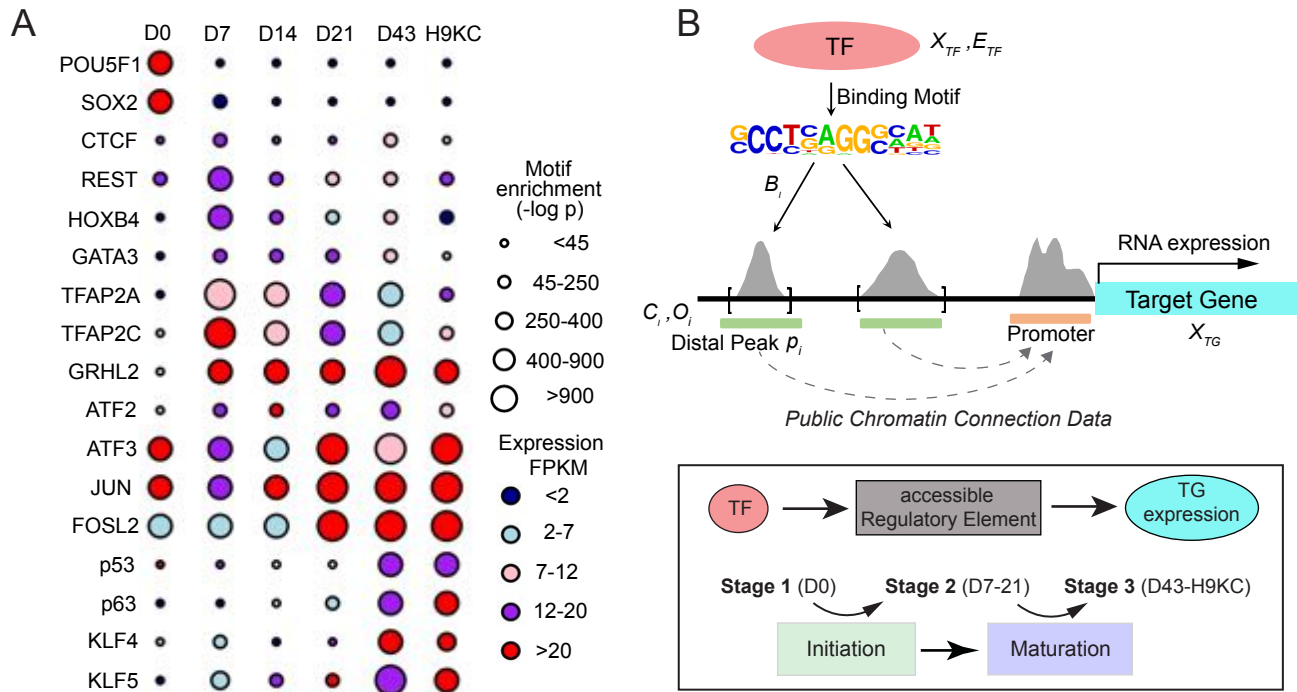 A
D0 D7 D14 D21 D43 H9KC
POU5F1
SOX2
CTCF
REST
HOXB4
GATA3
TFAP2A
TFAP2C
GRHL2
ATF2
ATF3
JUN
FOSL2
p53
p63
KLF4
KLF5
Motif
enrichment
(-log p)
<45
45-250
250-400
400-900
>900
Expression
FPKM
<2
2-7
7-12
12-20
>20
B
TF
X_TF ,E_TF
Binding Motif
B_i
RNA expression
C_i ,O_i
Target Gene
Distal Peak p_i
Promoter
X_TG
Public Chromatin Connection Data
TF
accessible
Regulatory Element
TG
expression
Stage 1 (D0) Stage 2 (D7-21) Stage 3 (D43-H9KC)
Initiation
Maturation